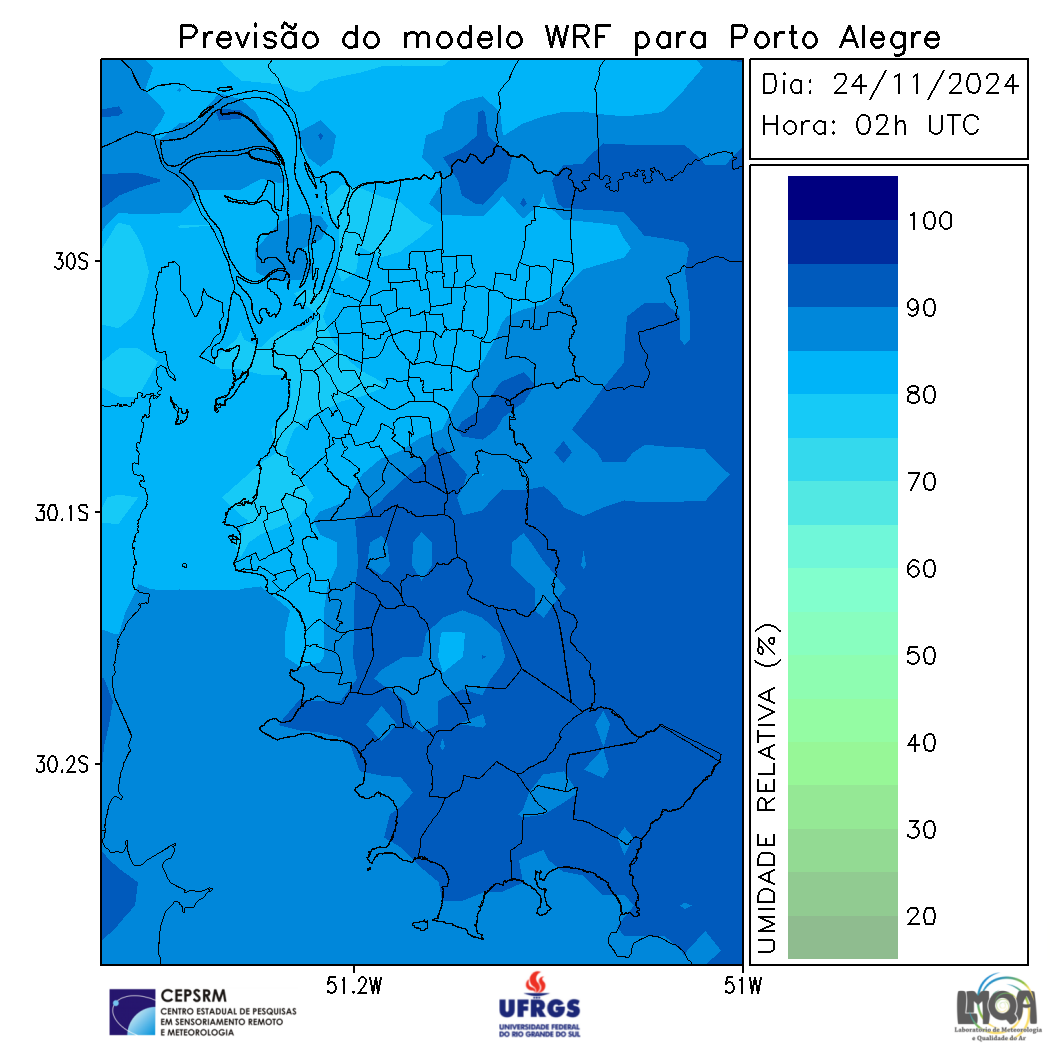 Previsão do modelo WRF para Porto Alegre
Dia: 24/11/2024
Hora: 02h UTC
30S
30.1S
30.2S
51.2W
51W
100
90
80
70
60
50
40
30
20
UMIDADE RELATIVA (%)
CEPSRM
CENTRO ESTADUAL DE PESQUISAS
EM SENSORIAMENTO REMOTO
E METEOROLOGIA
UFRGS
UNIVERSIDADE FEDERAL
DO RIO GRANDE DO SUL
LMQA
Laboratório de Meteorologia
e Qualidade do Ar